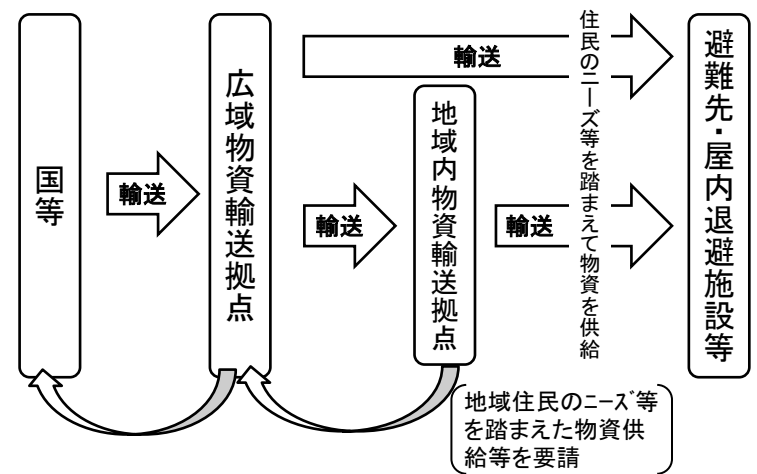 国等
輸送
広域物資輸送拠点
輸送
輸送
地域内物資輸送拠点
輸送
住民のニーズ等を踏まえて物資を供給
避難先・屋内退避施設等
地域住民のニーズ等
を踏まえた物資供
給等を要請